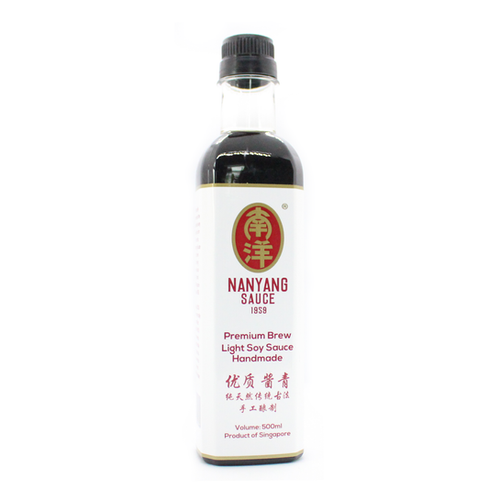 南洋
®
NANYANG
SAUCE
1959
Premium Brew
Light Soy Sauce
Handmade
优质酱青
纯天然传统古法
手工酿制
Volume: 500ml
Product of Singapore